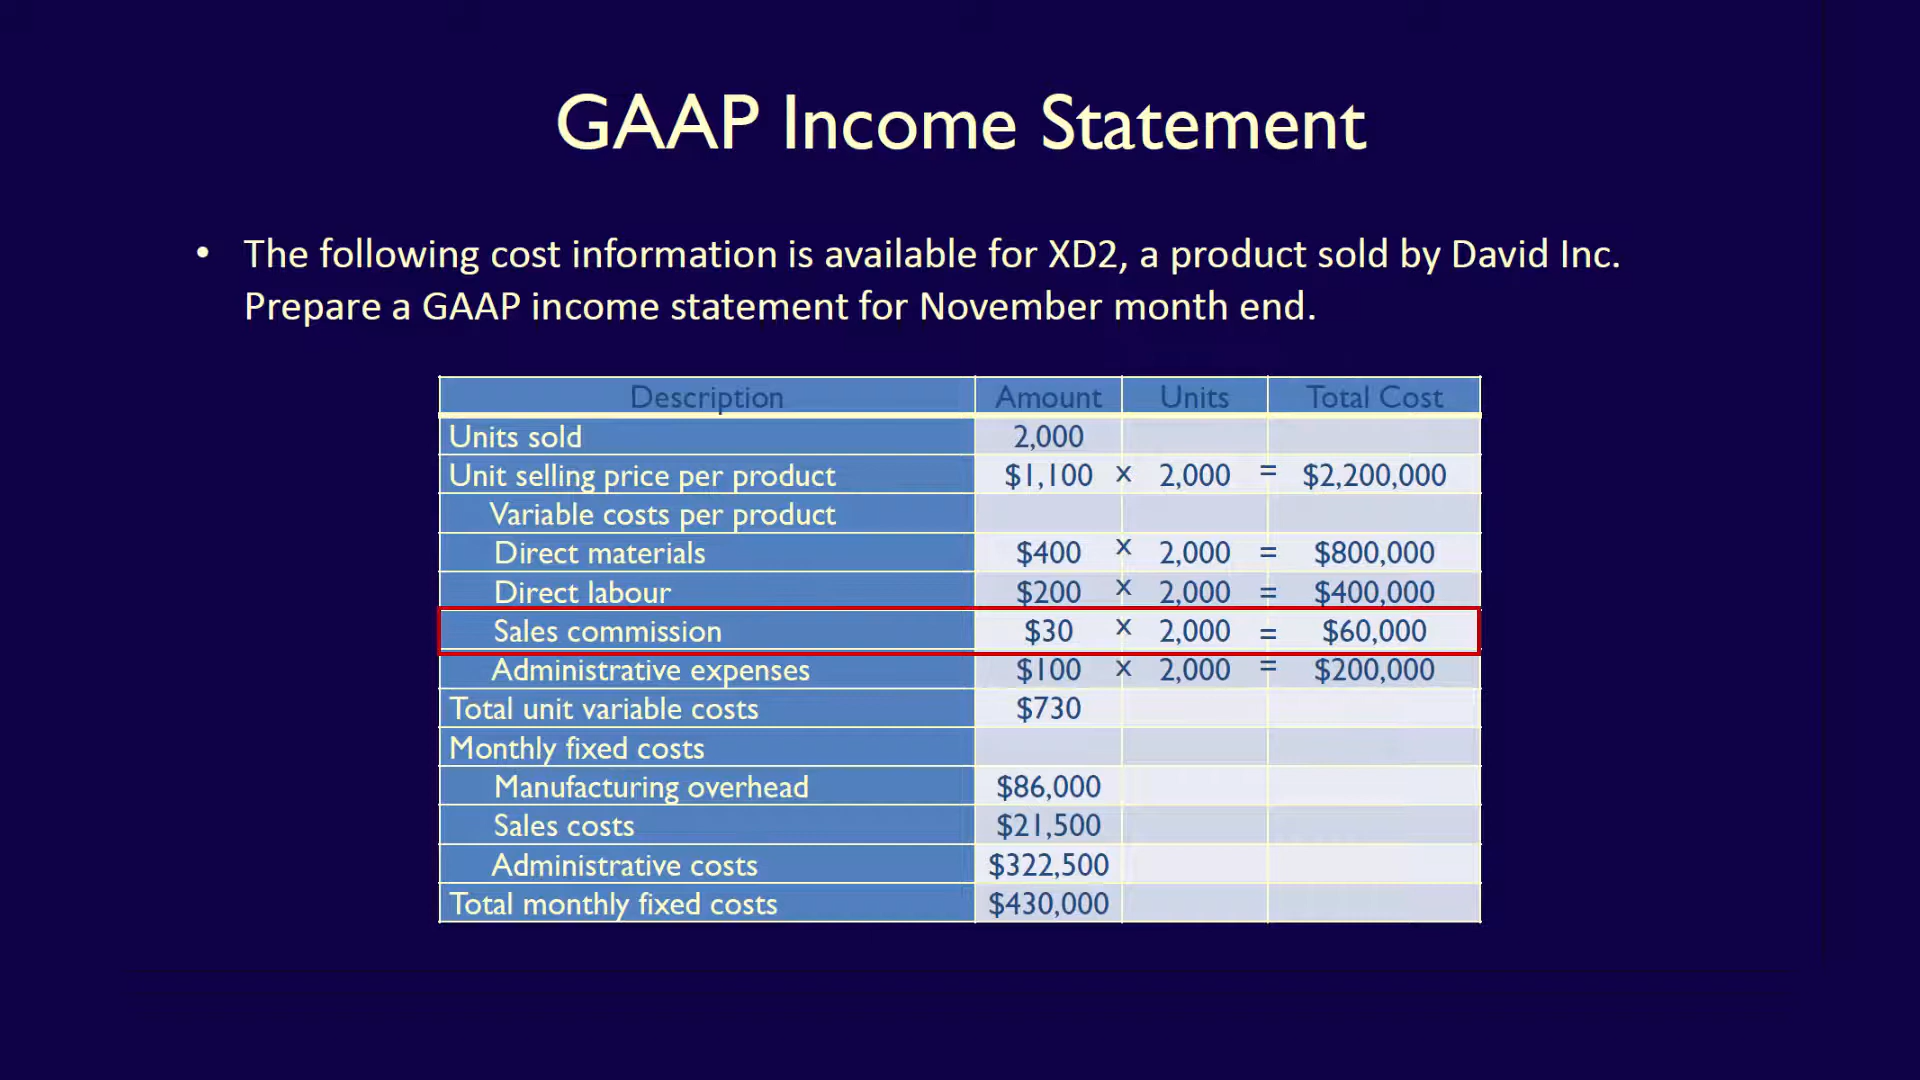 GAAP Income Statement
• The following cost information is available for XD2, a product sold by David Inc.
Prepare a GAAP income statement for November month end.
Description Amount Units Total Cost
Units sold 2,000
Unit selling price per product $1,100 x 2,000 = $2,200,000
Variable costs per product
Direct materials $400 x 2,000 = $800,000
Direct labour $200 x 2,000 = $400,000
Sales commission $30 x 2,000 = $60,000
Administrative expenses $100 x 2,000 = $200,000
Total unit variable costs $730
Monthly fixed costs
Manufacturing overhead $86,000
Sales costs $21,500
Administrative costs $322,500
Total monthly fixed costs $430,000